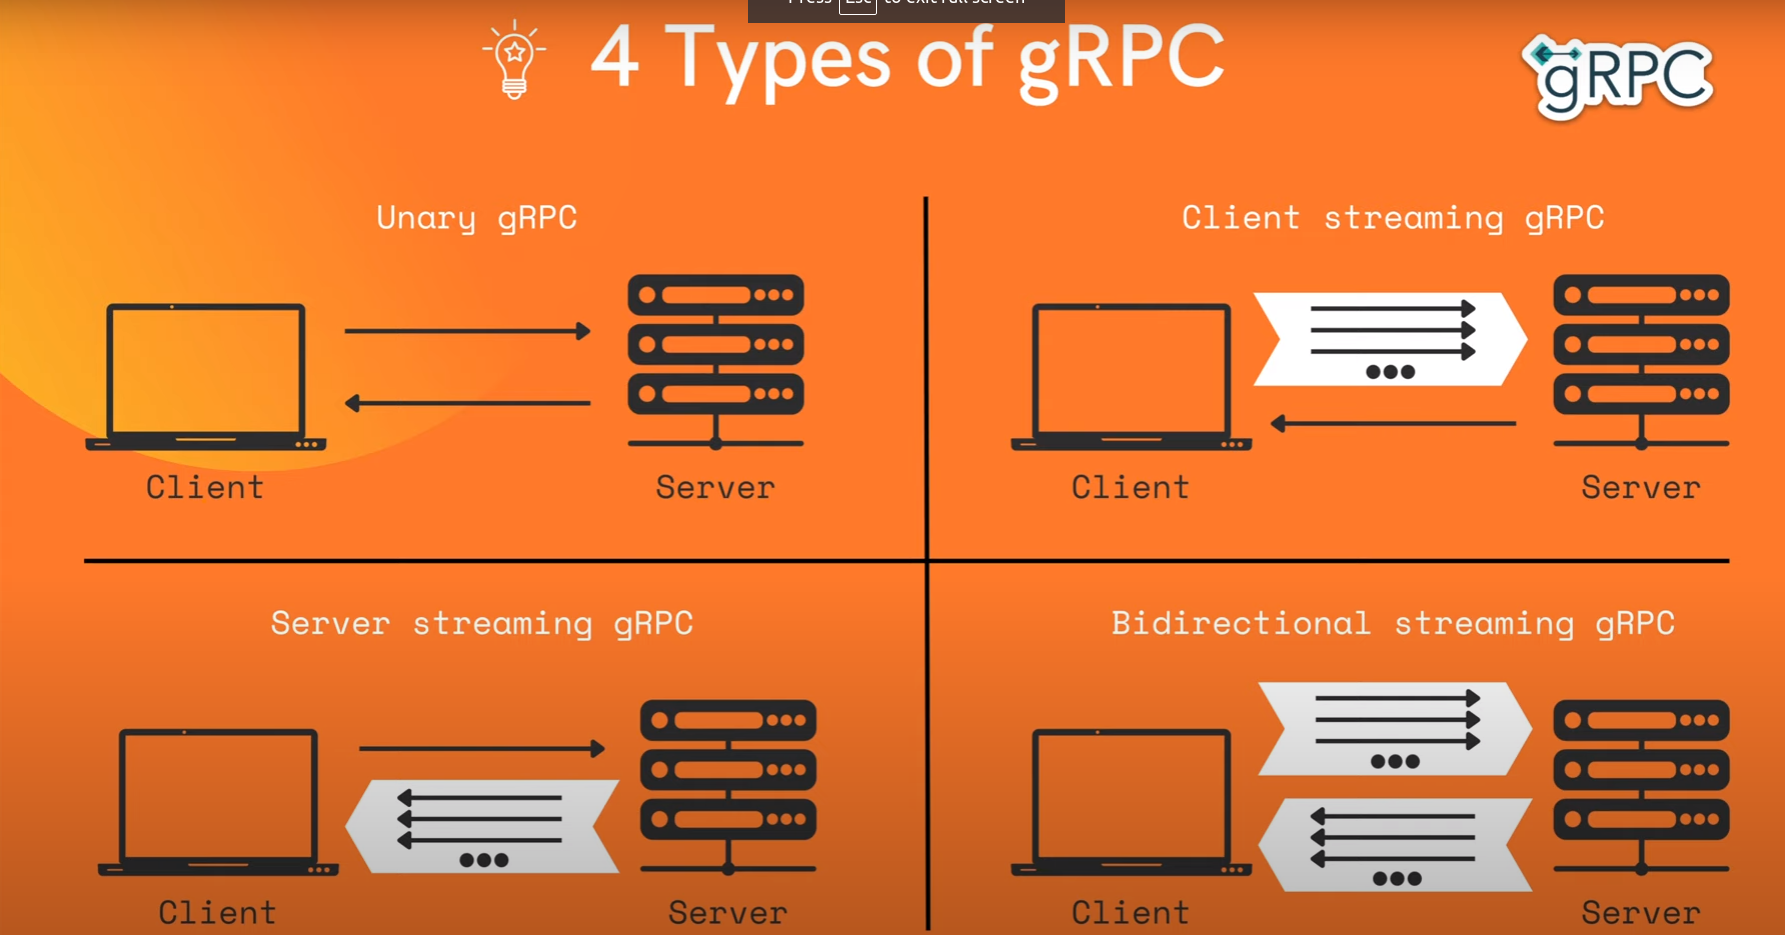 Press Esc to exit full screen
4 Types of gRPC
gRPC
Unary gRPC
Client streaming gRPC
Client
Server
Client
Server
Server streaming gRPC
Bidirectional streaming gRPC
Client
Server
Client
Server